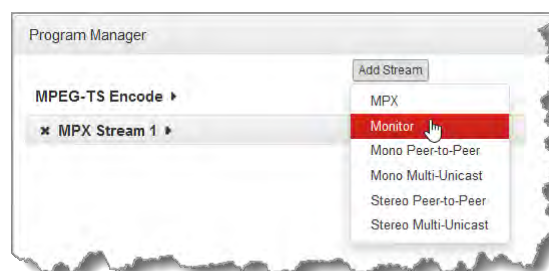 Program Manager
Add Stream
MPEG-TS Encode
MPX
MPX Stream 1
Monitor
Mono Peer-to-Peer
Mono Multi-Unicast
Stereo Peer-to-Peer
Stereo Multi-Unicast